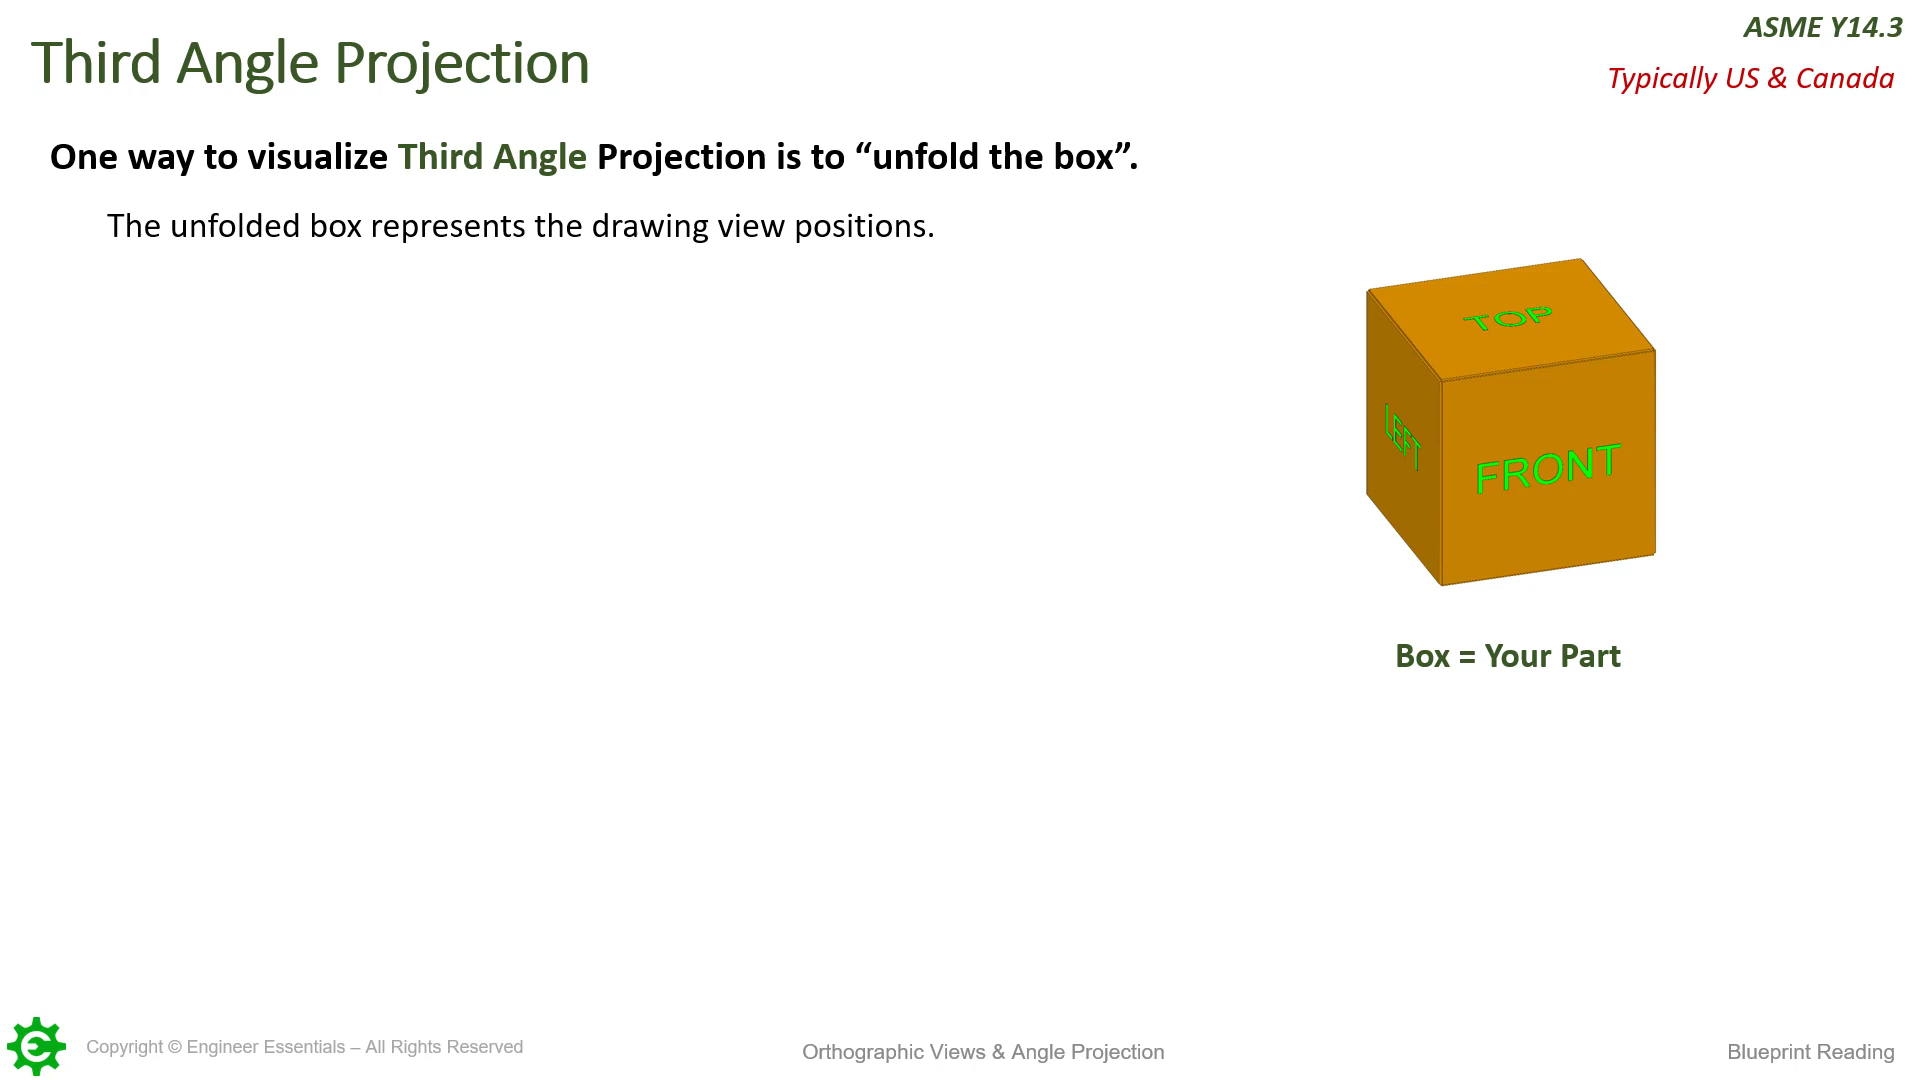 ASME Y14.3
Third Angle Projection
Typically US & Canada
One way to visualize Third Angle Projection is to “unfold the box”.
The unfolded box represents the drawing view positions.
TOP
LEFT
FRONT
Box = Your Part
Copyright © Engineer Essentials – All Rights Reserved
Orthographic Views & Angle Projection
Blueprint Reading